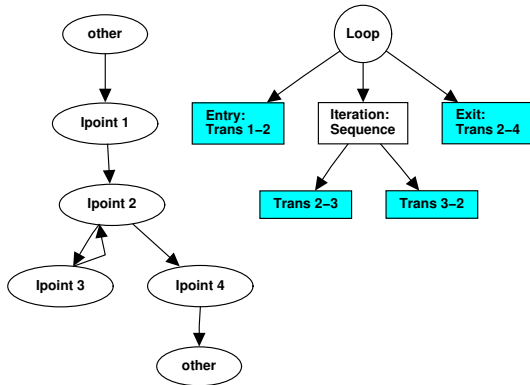 other
Ipoint 1
Ipoint 2
Ipoint 3
Ipoint 4
other
Loop
Entry:
Trans 1−2
Iteration:
Sequence
Exit:
Trans 2−4
Trans 2−3
Trans 3−2